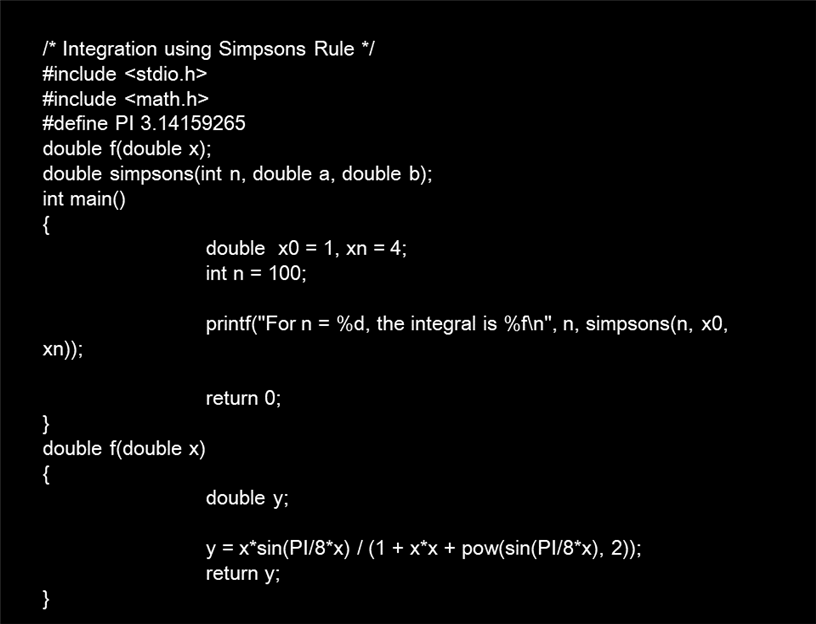 /* Integration using Simpsons Rule */
#include <stdio.h>
#include <math.h>
#define PI 3.14159265
double f(double x);
double simpsons(int n, double a, double b);
int main()
{
double  x0 = 1, xn = 4;
int n = 100;
printf("For n = %d, the integral is %f\n", n, simpsons(n, x0,
xn));
return 0;
}
double f(double x)
{
double y;
y = x*sin(PI/8*x) / (1 + x*x + pow(sin(PI/8*x), 2));
return y;
}